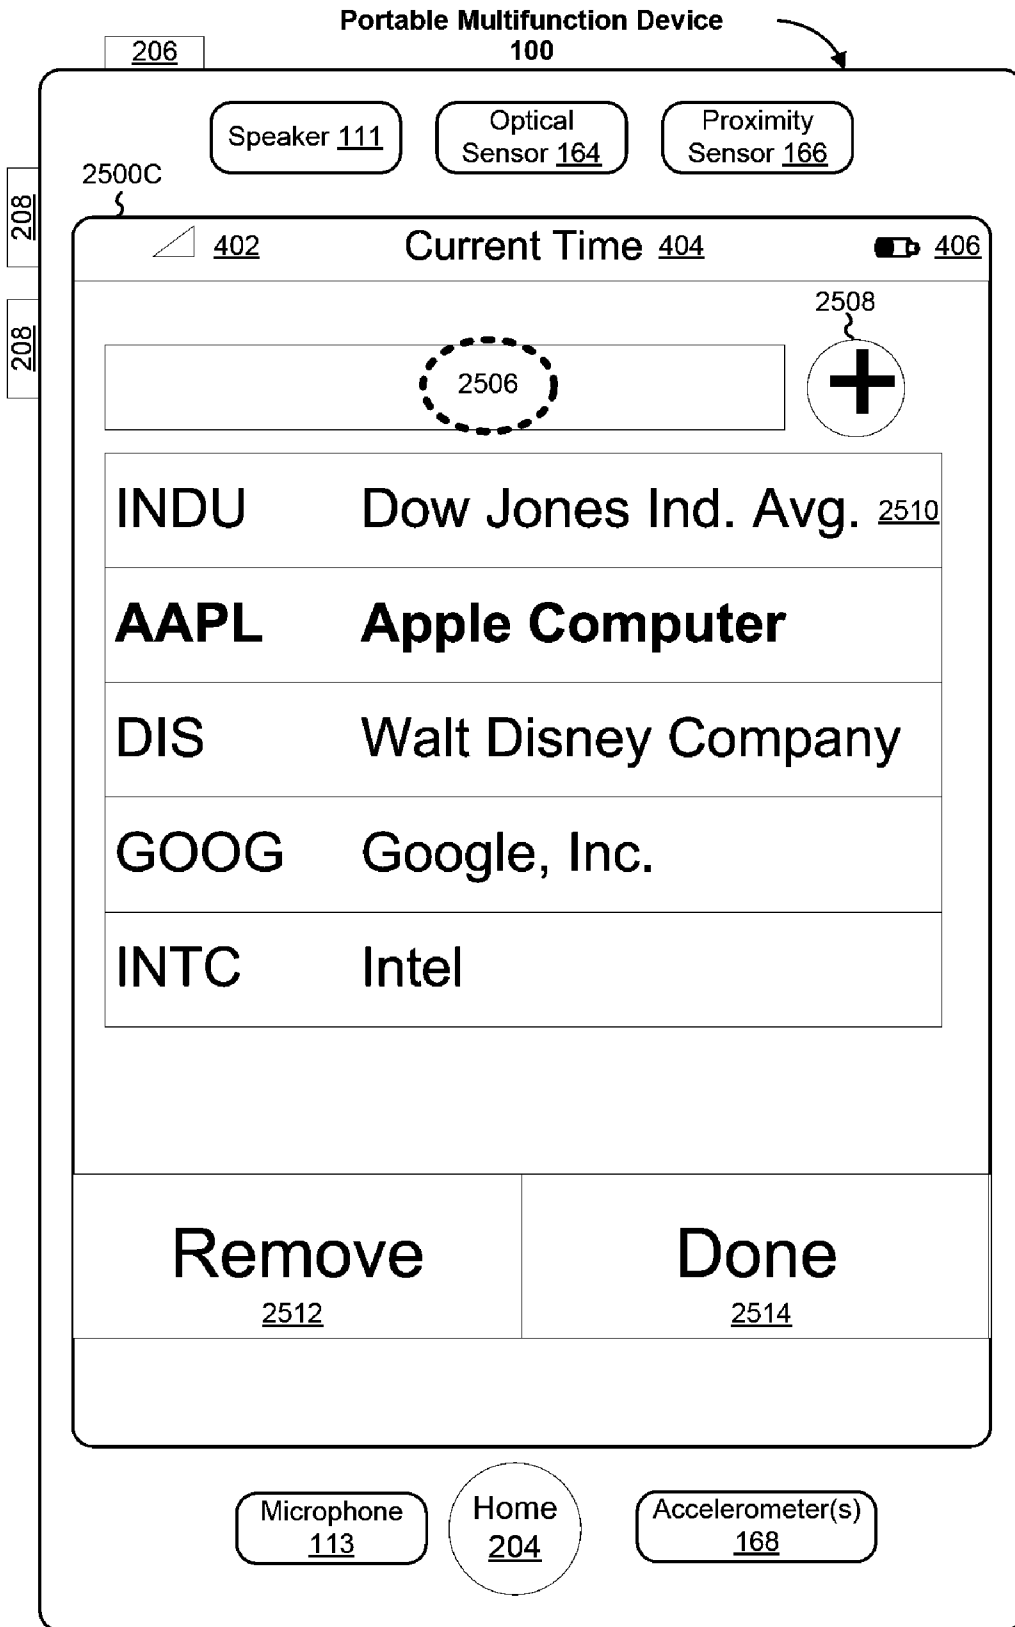 Portable Multifunction Device
100
206
Speaker 111
Optical
Sensor 164
Proximity
Sensor 166
2500C
208
208
402
Current Time 404
406
2508
2506
INDU Dow Jones Ind. Avg. 2510
AAPL Apple Computer
DIS Walt Disney Company
GOOG Google, Inc.
INTC Intel
Remove
2512
Done
2514
Microphone
113
Home
204
Accelerometer(s)
168